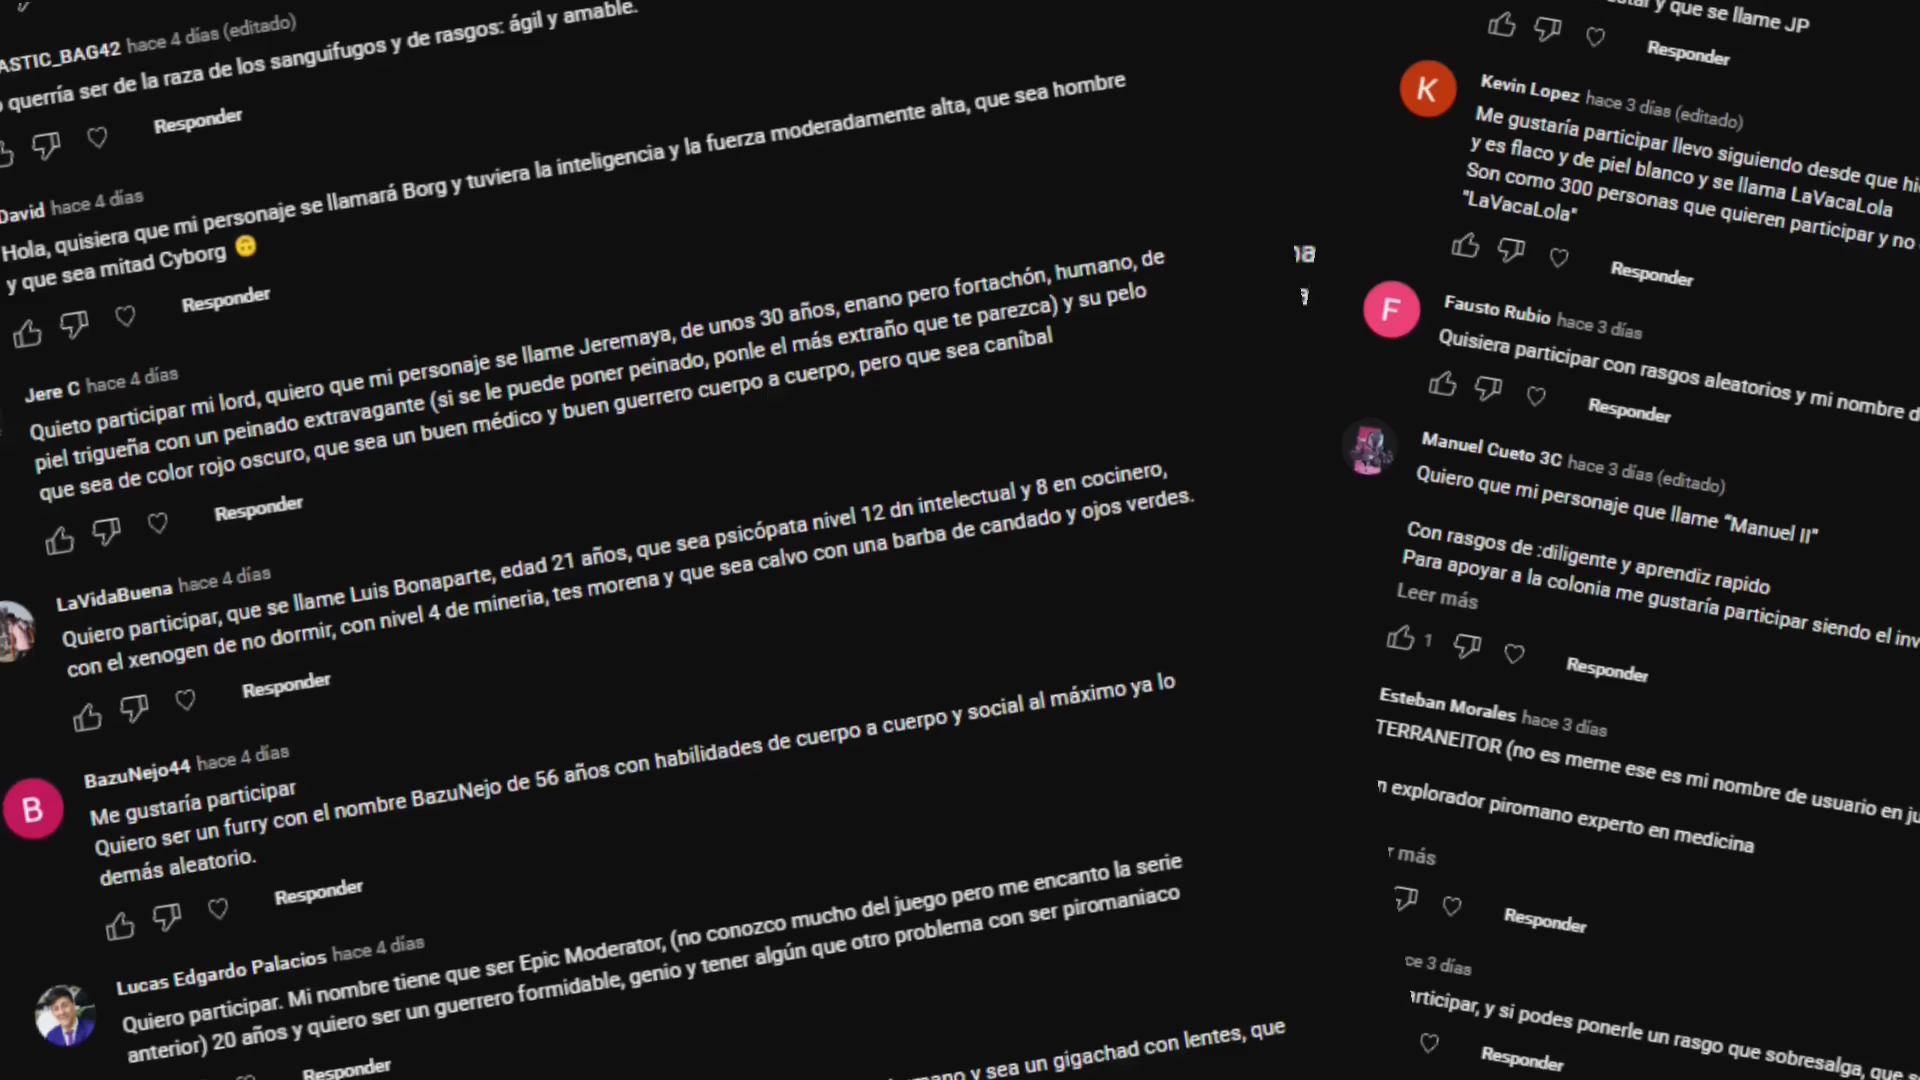 hace 4 días (editado)
querría ser de la raza de los sanguifugos y de rasgos: ágil y amable.
Responder
David hace 4 días
Hola, quisiera que mi personaje se llamará Borg y tuviera la inteligencia y la fuerza moderadamente alta, que sea hombre
y que sea mitad Cyborg 🙃
Responder
Jere C hace 4 días
Quieto participar mi lord, quiero que mi personaje se llame Jeremaya, de unos 30 años, enano pero fortachón, humano, de
piel trigueña con un peinado extravagante (si se le puede poner peinado, ponle el más extraño que te parezca) y su pelo
que sea de color rojo oscuro, que sea un buen médico y buen guerrero cuerpo a cuerpo, pero que sea caníbal
Responder
LaVidaBuena hace 4 días
Quiero participar, que se llame Luis Bonaparte, edad 21 años, que sea psicópata nivel 12 dn intelectual y 8 en cocinero,
con el xenogen de no dormir, con nivel 4 de mineria, tes morena y que sea calvo con una barba de candado y ojos verdes.
Responder
B
BazuNejo44 hace 4 días
Me gustaría participar
Quiero ser un furry con el nombre BazuNejo de 56 años con habilidades de cuerpo a cuerpo y social al máximo ya lo
demás aleatorio.
Responder
Lucas Edgardo Palacios hace 4 días
Quiero participar. Mi nombre tiene que ser Epic Moderator, (no conozco mucho del juego pero me encanto la serie
anterior) 20 años y quiero ser un guerrero formidable, genio y tener algún que otro problema con ser piromaniaco
Responder
y sea un gigachad con lentes, que
y que se llame JP
Responder
K
Kevin Lopez hace 3 días (editado)
Me gustaría participar llevo siguiendo desde que
y es flaco y de piel blanco y se llama LaVacaLola
Son como 300 personas que quieren participar y no
"LaVacaLola"
Responder
F
Fausto Rubio hace 3 días
Quisiera participar con rasgos aleatorios y mi nombre
Responder
Manuel Cueto 3C hace 3 días (editado)
Quiero que mi personaje que llame “Manuel II”
Con rasgos de :diligente y aprendiz rapido
Para apoyar a la colonia me gustaría participar siendo el
Leer más
1
Responder
Esteban Morales hace 3 días
TERRANEITOR (no es meme ese es mi nombre de usuario en
explorador piromano experto en medicina
más
Responder
3 días
y si podes ponerle un rasgo que sobresalga, que
Responder